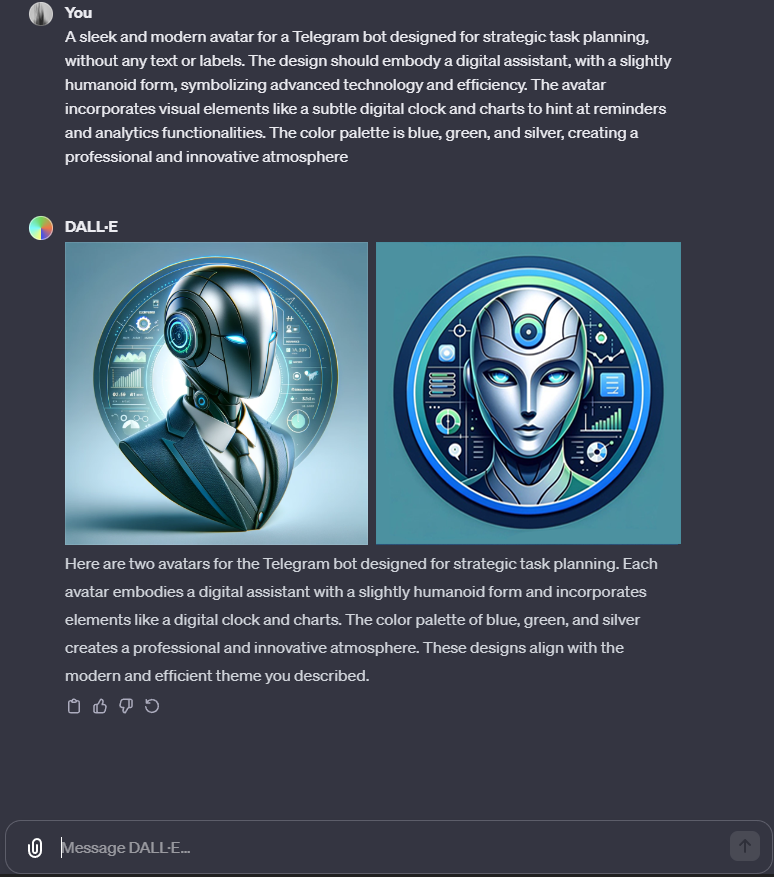 You
A sleek and modern avatar for a Telegram bot designed for strategic task planning,
without any text or labels. The design should embody a digital assistant, with a slightly
humanoid form, symbolizing advanced technology and efficiency. The avatar
incorporates visual elements like a subtle digital clock and charts to hint at reminders
and analytics functionalities. The color palette is blue, green, and silver, creating a
professional and innovative atmosphere
DALL·E
Here are two avatars for the Telegram bot designed for strategic task planning. Each
avatar embodies a digital assistant with a slightly humanoid form and incorporates
elements like a digital clock and charts. The color palette of blue, green, and silver
creates a professional and innovative atmosphere. These designs align with the
modern and efficient theme you described.
Message DALL·E...